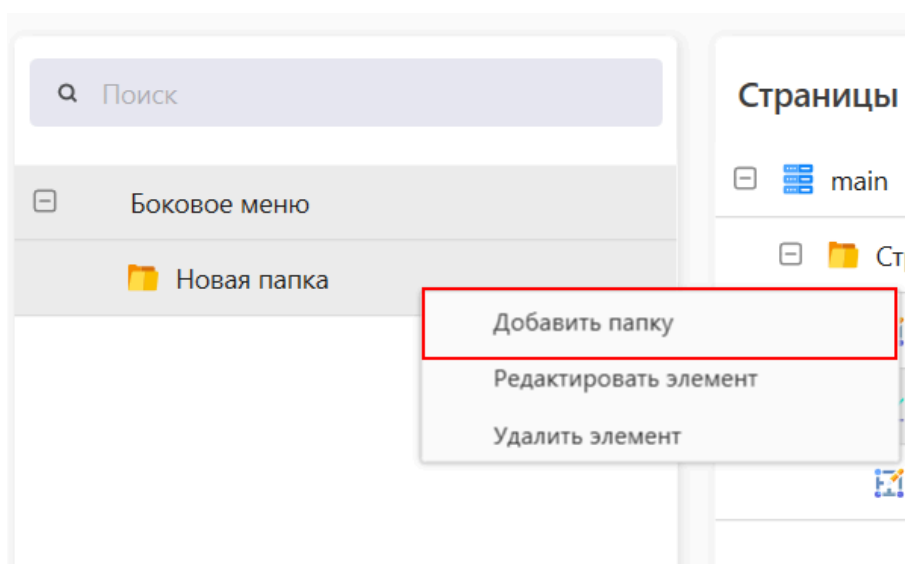 Поиск
Боковое меню
Новая папка
Добавить папку
Редактировать элемент
Удалить элемент
Страницы
main